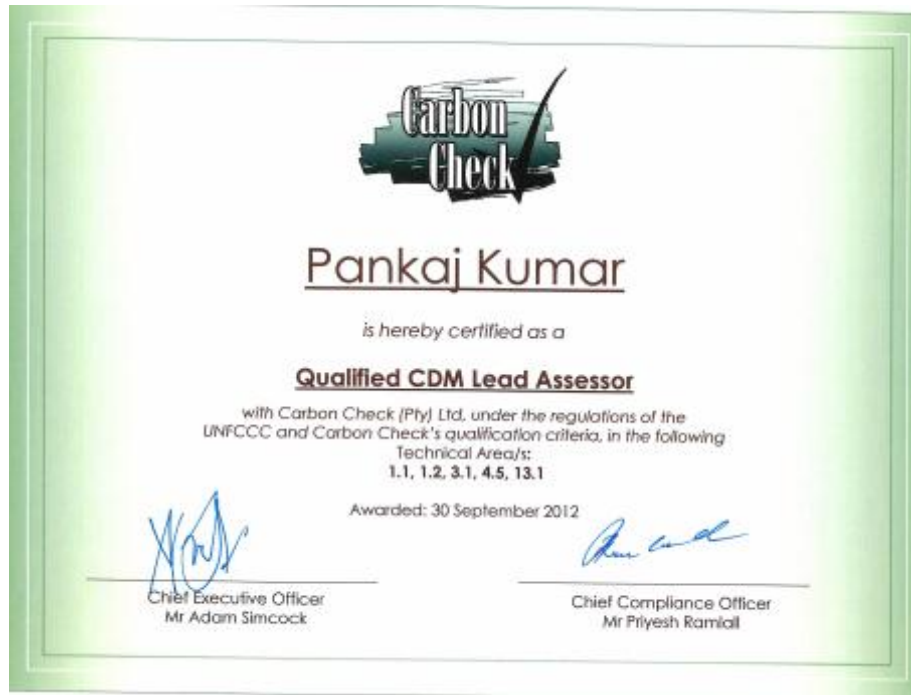 Carbon
Check
Pankaj Kumar
is hereby certified as a
Qualified CDM Lead Assessor
with Carbon Check (Pty) Ltd, under the regulations of the
UNFCCC and Carbon Check's qualification criteria, in the following
Technical Area/s:
1.1, 1.2, 3.1, 4.5, 13.1
Awarded: 30 September 2012
Chief Executive Officer
Mr Adam Simcock
Chief Compliance Officer
Mr Priyesh Ramlall